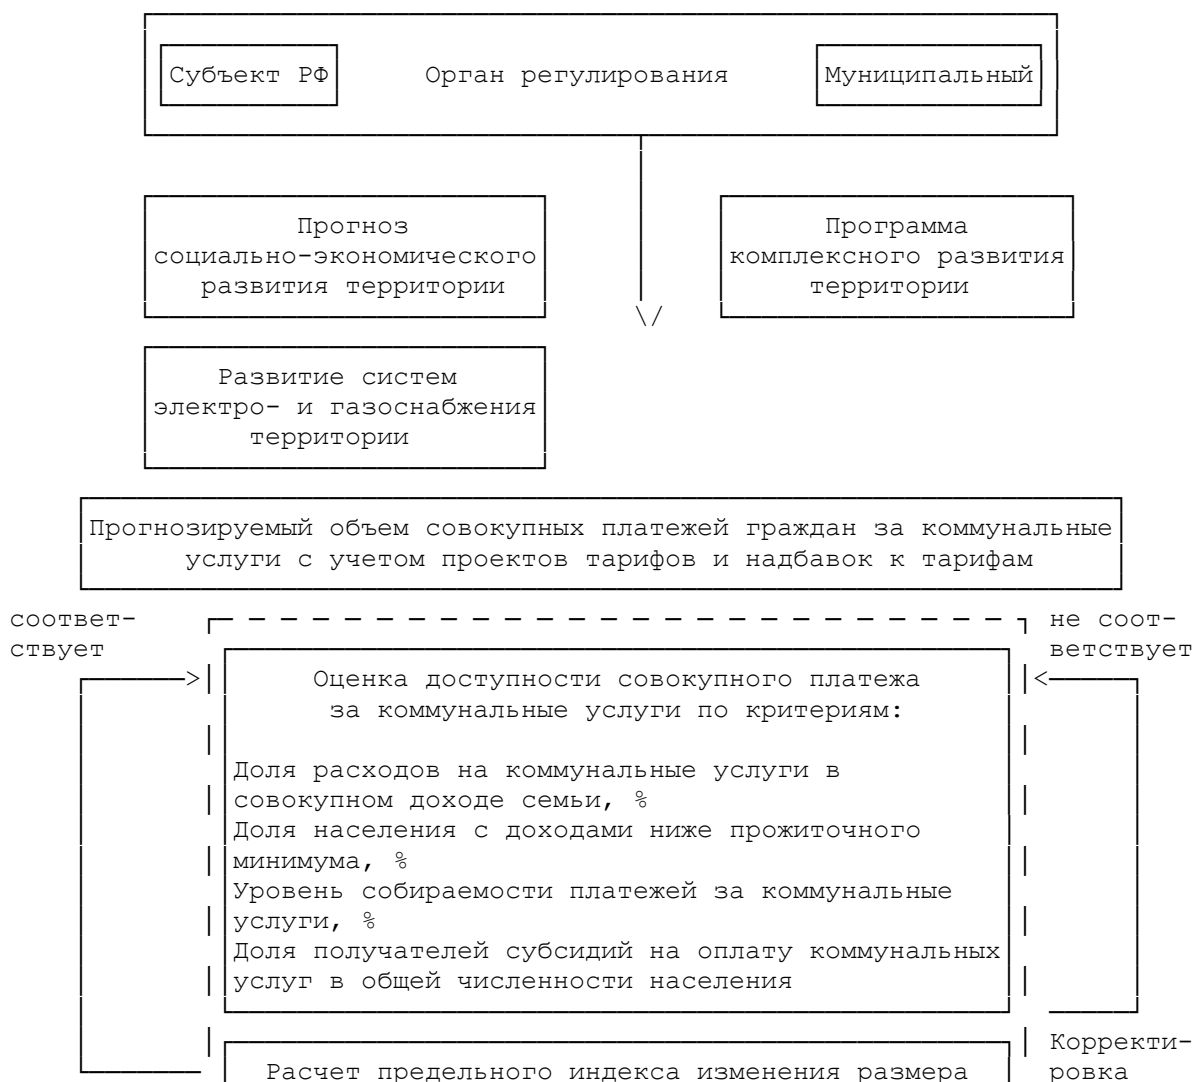 Субъект РФ Орган регулирования Муниципальный
Прогноз
социально-экономического
развития территории
Программа
комплексного развития
территории
\/
Развитие систем
электро- и газоснабжения
территории
Прогнозируемый объем совокупных платежей граждан за коммунальные
услуги с учетом проектов тарифов и надбавок к тарифам
соответ-
ствует
не соот-
ветствует
Оценка доступности совокупного платежа
за коммунальные услуги по критериям:
Доля расходов на коммунальные услуги в
совокупном доходе семьи, %
Доля населения с доходами ниже прожиточного
минимума, %
Уровень собираемости платежей за коммунальные
услуги, %
Доля получателей субсидий на оплату коммунальных
услуг в общей численности населения
Корректи-
ровка
Расчет предельного индекса изменения размера